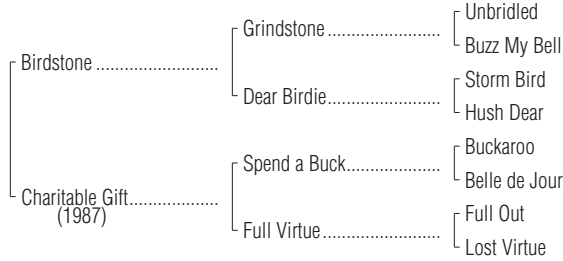 Unbridled
Grindstone ........................
Buzz My Bell
Birdstone ..........................
Storm Bird
Dear Birdie........................
Hush Dear
Buckaroo
Spend a Buck....................
Belle de Jour
Charitable Gift...................
(1987)
Full Out
Full Virtue.........................
Lost Virtue